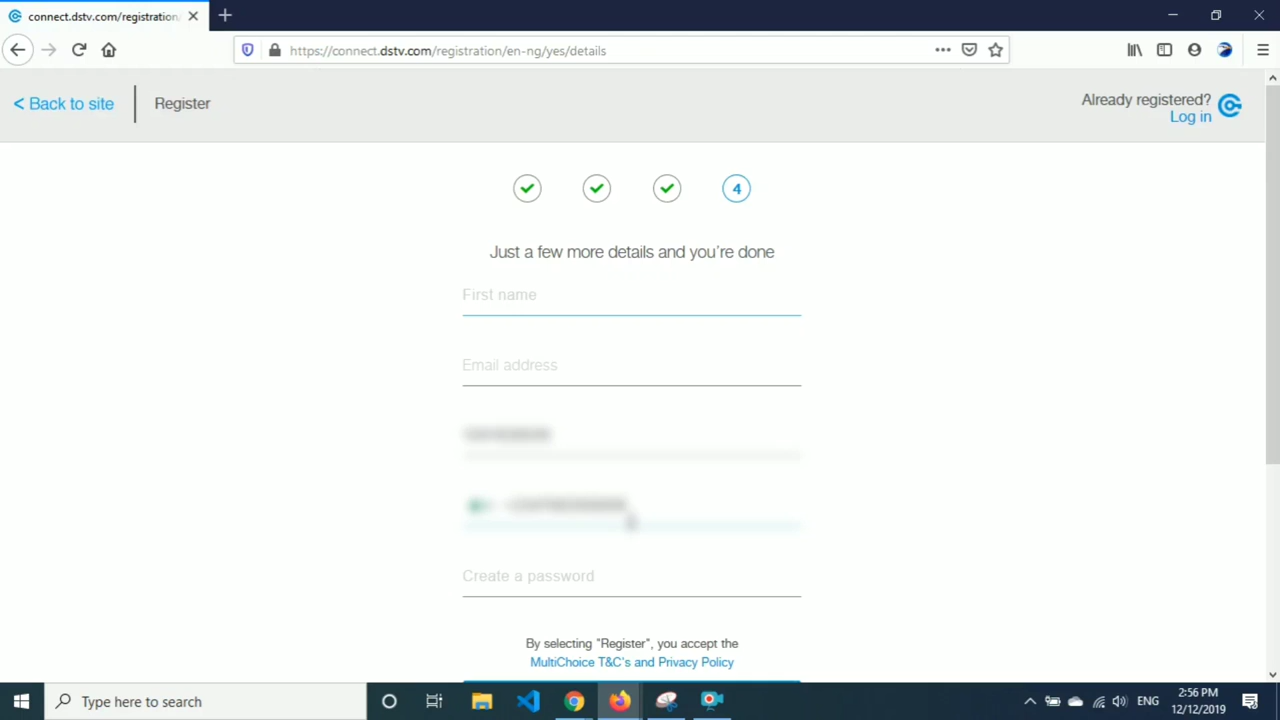 connect.dstv.com/registration
https://connect.dstv.com/registration/en-ng/yes/details
< Back to site
Register
Already registered?
Log in
4
Just a few more details and you're done
First name
Email address
Create a password
By selecting "Register", you accept the
MultiChoice T&C's and Privacy Policy
Type here to search
ENG
2:56 PM
12/12/2019